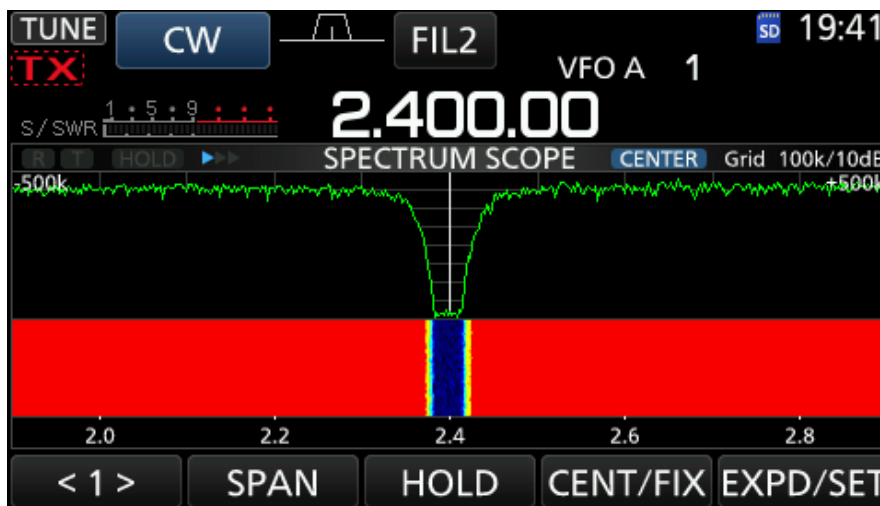 TUNE CW FIL2 SD 19:41
TX VFO A 1
1 5 9
S/SWR 2.400.00
R T HOLD SPECTRUM SCOPE CENTER Grid 100k/10dB
-500k +500k
2.0 2.2 2.4 2.6 2.8
< 1 > SPAN HOLD CENT/FIX EXPD/SET